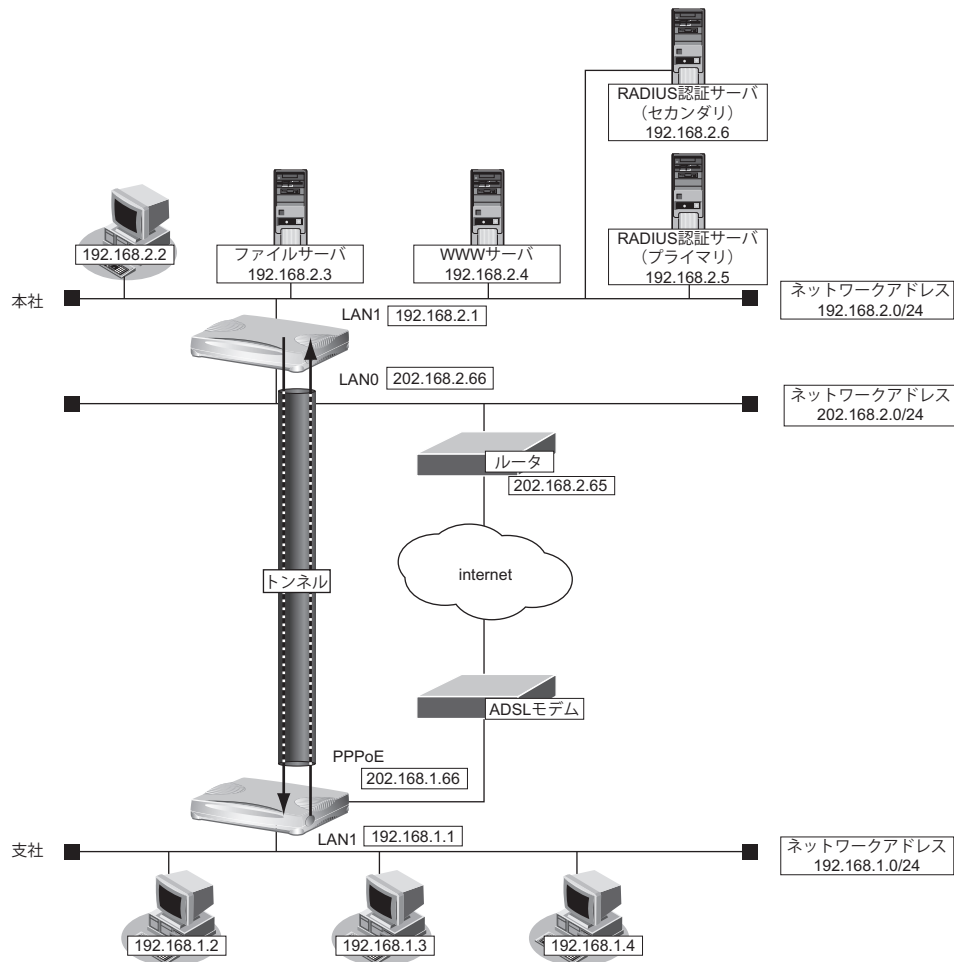 RADIUS認証サーバ
（セカンダリ）
192.168.2.6
192.168.2.2
ファイルサーバ
192.168.2.3
WWWサーバ
192.168.2.4
RADIUS認証サーバ
（プライマリ）
192.168.2.5
本社
LAN1 192.168.2.1
ネットワークアドレス
192.168.2.0/24
LAN0 202.168.2.66
ネットワークアドレス
202.168.2.0/24
ルータ
202.168.2.65
internet
トンネル
ADSLモデム
PPPoE
202.168.1.66
LAN1 192.168.1.1
支社
ネットワークアドレス
192.168.1.0/24
192.168.1.2
192.168.1.3
192.168.1.4